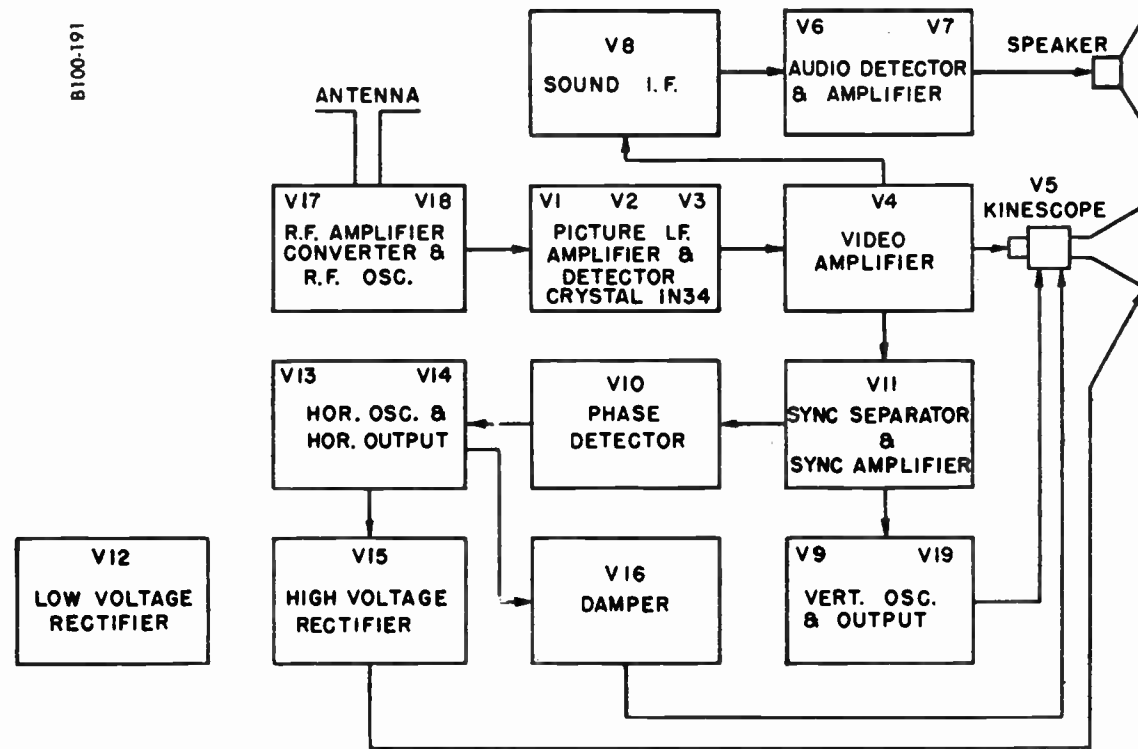 B100-191
ANTENNA
V8
SOUND I.F.
V6 V7
AUDIO DETECTOR
& AMPLIFIER
SPEAKER
V17 V18
R.F. AMPLIFIER
CONVERTER &
R.F. OSC.
V1 V2 V3
PICTURE I.F.
AMPLIFIER &
DETECTOR
CRYSTAL IN34
V4
VIDEO
AMPLIFIER
V5
KINESCOPE
V13 V14
HOR. OSC. &
HOR. OUTPUT
V10
PHASE
DETECTOR
V11
SYNC SEPARATOR
&
SYNC AMPLIFIER
V12
LOW VOLTAGE
RECTIFIER
V15
HIGH VOLTAGE
RECTIFIER
V16
DAMPER
V9 V19
VERT. OSC.
& OUTPUT